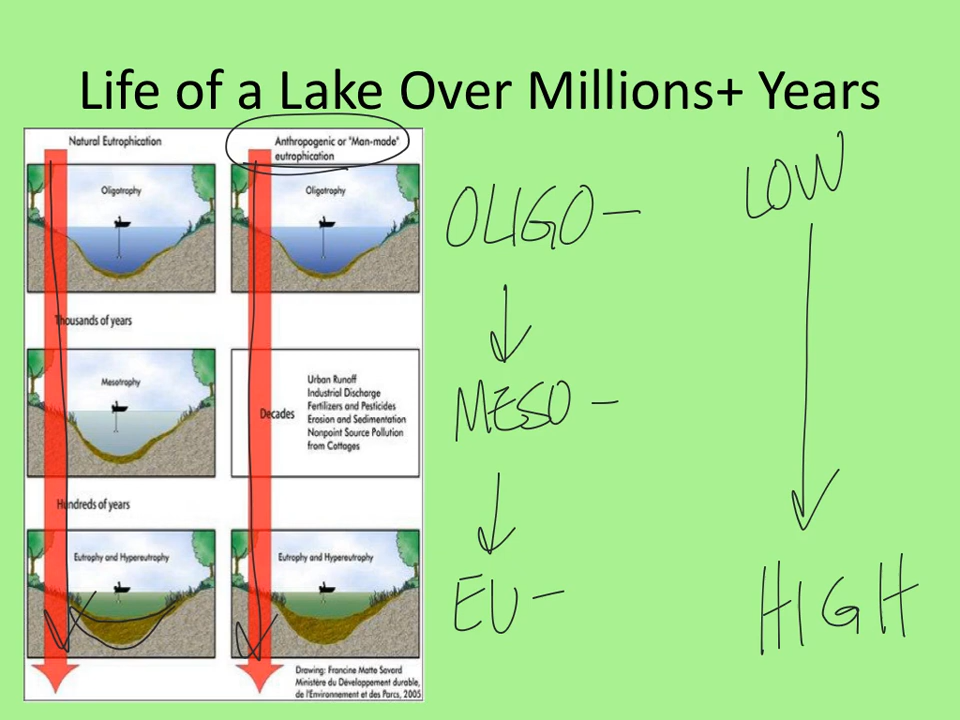 Life of a Lake Over Millions+ Years
Natural Eutrophication
Anthropogenic or "Man-made"
eutrophication
Oligotrophy
Oligotrophy
Thousands of years
Mesotrophy
Decades
Urban Runoff
Industrial Discharge
Fertilizers and Pesticides
Erosion and Sedimentation
Nonpoint Source Pollution
from Cottages
Hundreds of years
Eutrophy and Hypereutrophy
Eutrophy and Hypereutrophy
Drawing: Francine Matte Savard
Ministère du Développement durable,
de l'Environnement et des Parcs, 2005
OLIGO -
MESO -
EU -
LOW
HIGH